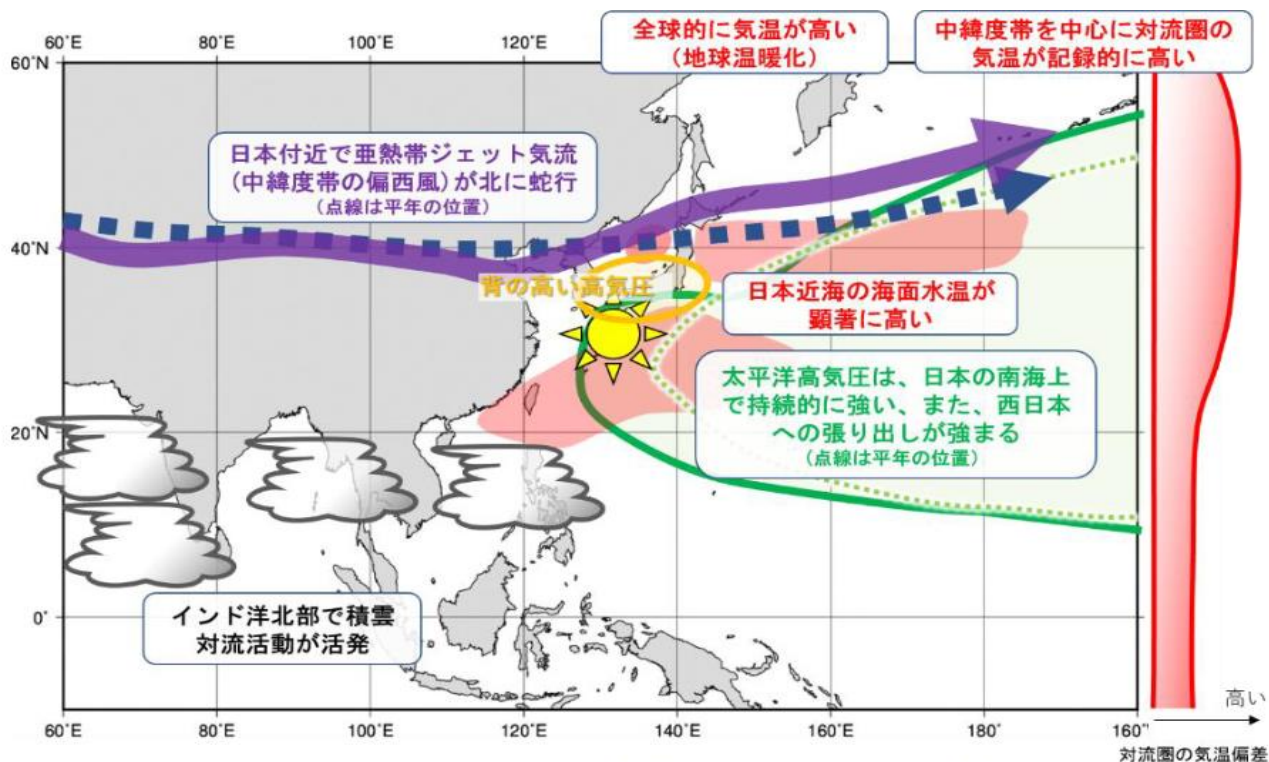 60˚E
80˚E
100˚E
120˚E
全球的に気温が高い
(地球温暖化)
中緯度帯を中心に対流圏の
気温が記録的に高い
60˚N
日本付近で亜熱帯ジェット気流
(中緯度帯の偏西風)が北に蛇行
(点線は平年の位置)
40˚N
背の高い高気圧
日本近海の海面水温が
顕著に高い
太平洋高気圧は、日本の南海上
で持続的に強い、また、西日本
への張り出しが強まる
(点線は平年の位置)
20˚N
インド洋北部で積雲
対流活動が活発
0˚
60˚E
80˚E
100˚E
120˚E
140˚E
160˚E
180˚
高い
対流圏の気温偏差